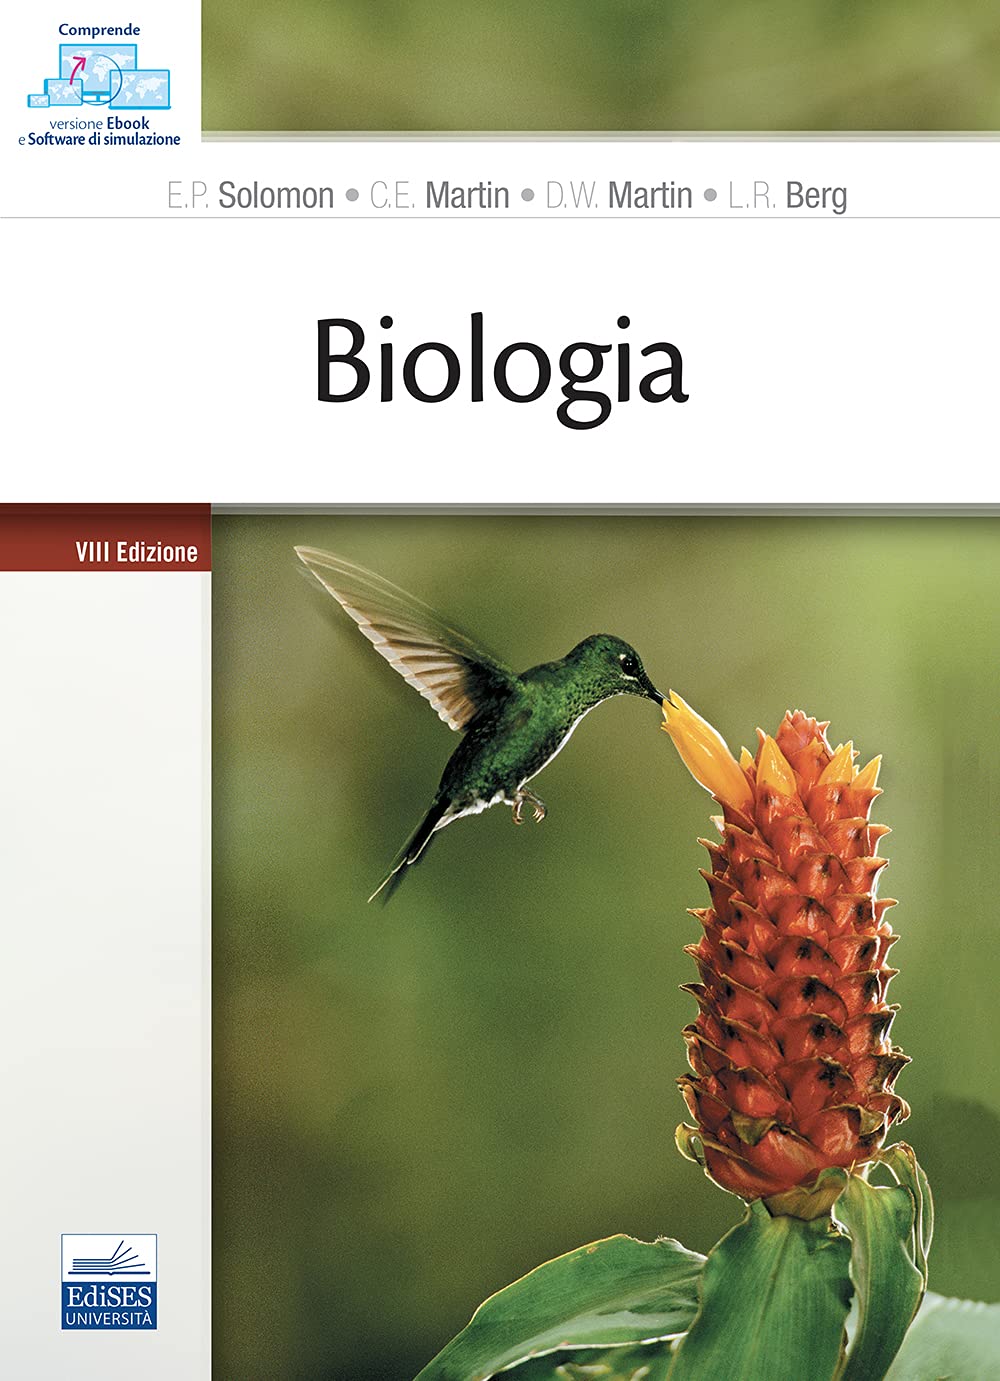 Comprende
versione Ebook
e Software di simulazione
E.P. Solomon • C.E. Martin • D.W. Martin • L.R. Berg
Biologia
VIII Edizione
EdiSES
UNIVERSITÀ